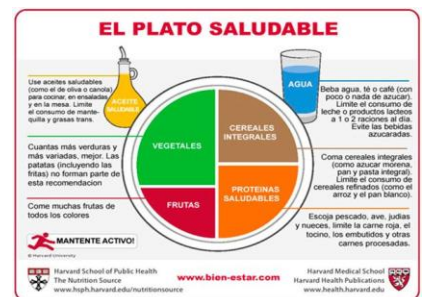 EL PLATO SALUDABLE
Use aceites saludables
(como el de oliva o canola)
para cocinar, en ensaladas
y en la mesa. Limite
el consumo de mante-
quilla y grasas trans.
ACEITE
SALUDABLE
AGUA
Beba agua, té o café (con
poco o nada de azucar).
Limite el consumo de
leche o productos lacteos
a 1 o 2 raciones al día.
Evite las bebidas
azucaradas.
VEGETALES
CEREALES
INTEGRALES
Cuantas más verduras y
más variadas, mejor. Las
patatas (incluyendo las
fritas) no forman parte de
esta recomendacion
Coma cereales integrales
(como azucar morena,
pan y pasta integral).
Limite el consumo de
cereales refinados (como el
arroz y el pan blanco).
FRUTAS
PROTEINAS
SALUDABLES
Come muchas frutas de
todos los colores
Escoja pescado, ave, judias
y nueces, limite la carne roja, el
tocino, los embutidos y otras
carnes procesadas.
MANTENTE ACTIVO!
© Harvard University
Harvard School of Public Health
The Nutrition Source
www.hsph.harvard.edu/nutritionsource
www.bien-estar.com
Harvard Medical School
Harvard Health Publications
www.health.harvard.edu